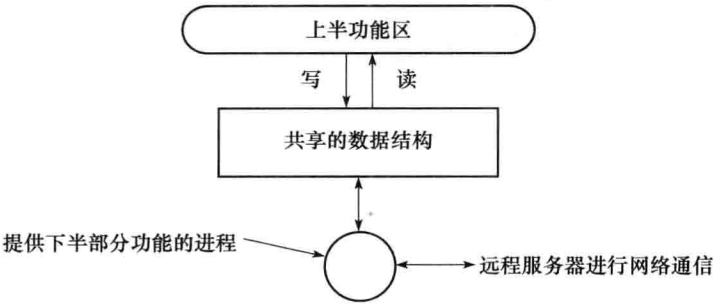 上半功能区
写
读
共享的数据结构
提供下半部分功能的进程
远程服务器进行网络通信